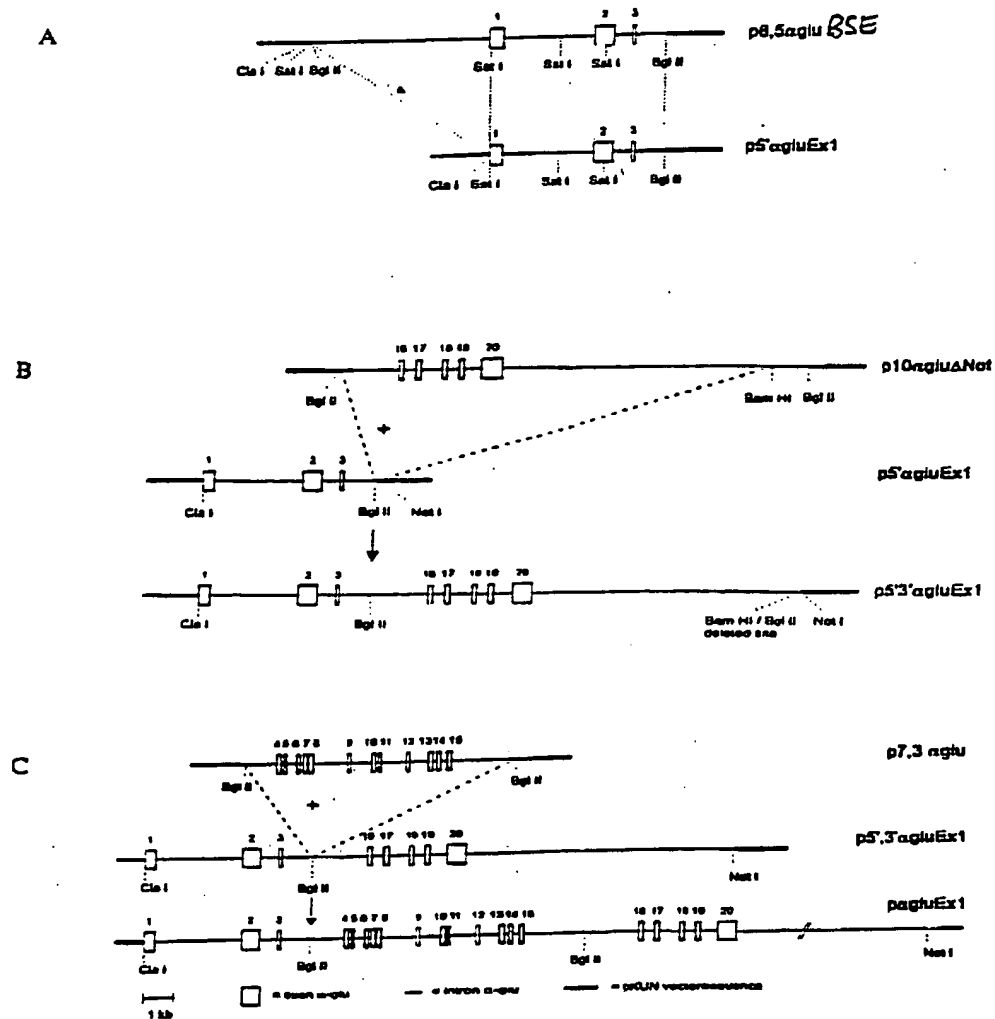 A
1 2 3
p8,5αglu BSE
Cla I Sst I Bgl II Sst I Sst I Sst I Bgl II
1 2 3
p5'αgluEx1
Cla I Sst I Sst I Sst I Bgl II
B
16 17 18 19 20
p10αgluΔNot
Bgl II Bam HI Bgl II
+
1 2 3
p5'αgluEx1
Cla I Bgl II Not I
1 2 3 16 17 18 19 20
p5'3'αgluEx1
Cla I Bgl II Bam HI / Bgl II Not I
deleted site
C
4 5 6 7 8 9 10 11 12 13 14 15
p7,3 αglu
Bgl II Bgl II
+
1 2 3 16 17 18 19 20
p5',3'αgluEx1
Cla I Bgl II Not I
1 2 3 4 5 6 7 8 9 10 11 12 13 14 15 16 17 18 19 20
pαgluEx1
Cla I Bgl II Bgl II Not I
1 kb
= exon α-glu = intron α-glu = pKUN vectorsequence